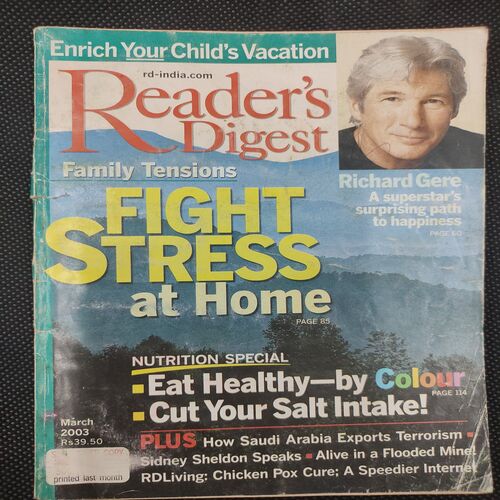 Enrich Your Child's Vacation
rd-india.com
Reader's
Digest
Family Tensions
FIGHT
STRESS
at Home
PAGE 85
Richard Gere
A superstar's
surprising path
to happiness
PAGE 60
NUTRITION SPECIAL
Eat Healthy—by Colour
PAGE 114
Cut Your Salt Intake!
March
2003
Rs39.50
COPY
printed last month
PLUS How Saudi Arabia Exports Terrorism
Sidney Sheldon Speaks Alive in a Flooded Mine!
RDLiving: Chicken Pox Cure; A Speedier Internet